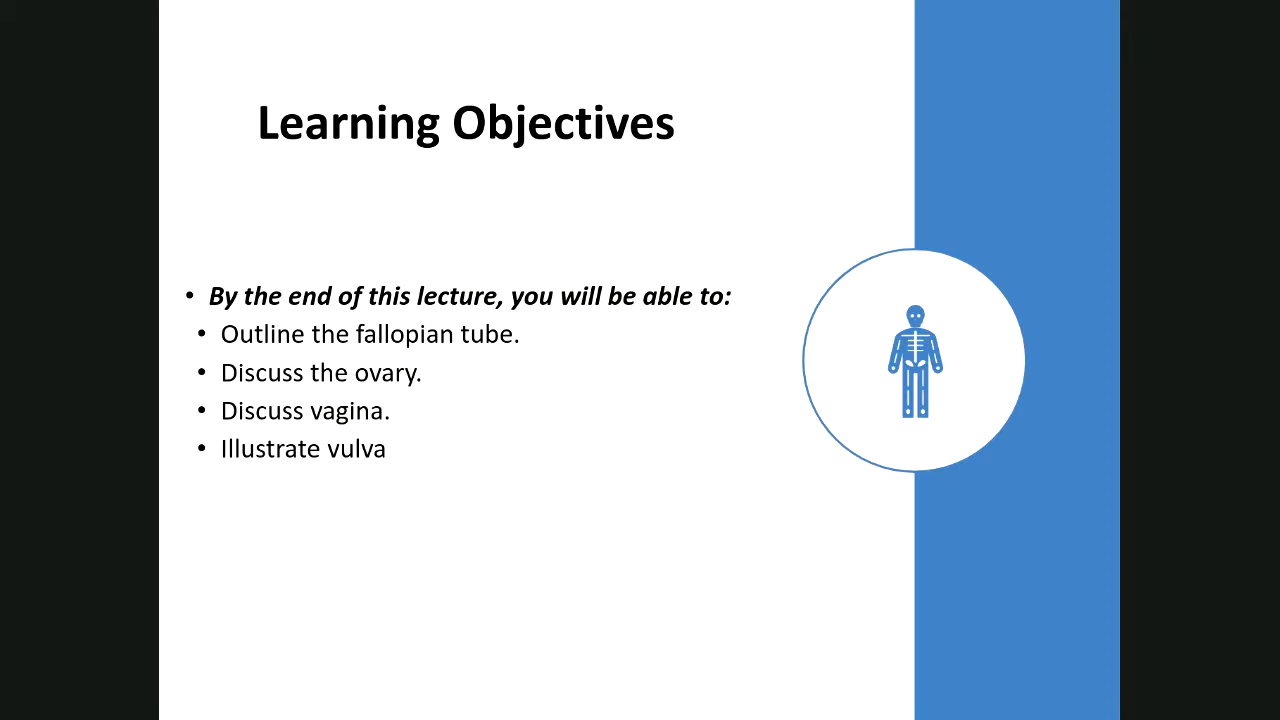 Learning Objectives
• By the end of this lecture, you will be able to:
• Outline the fallopian tube.
• Discuss the ovary.
• Discuss vagina.
• Illustrate vulva